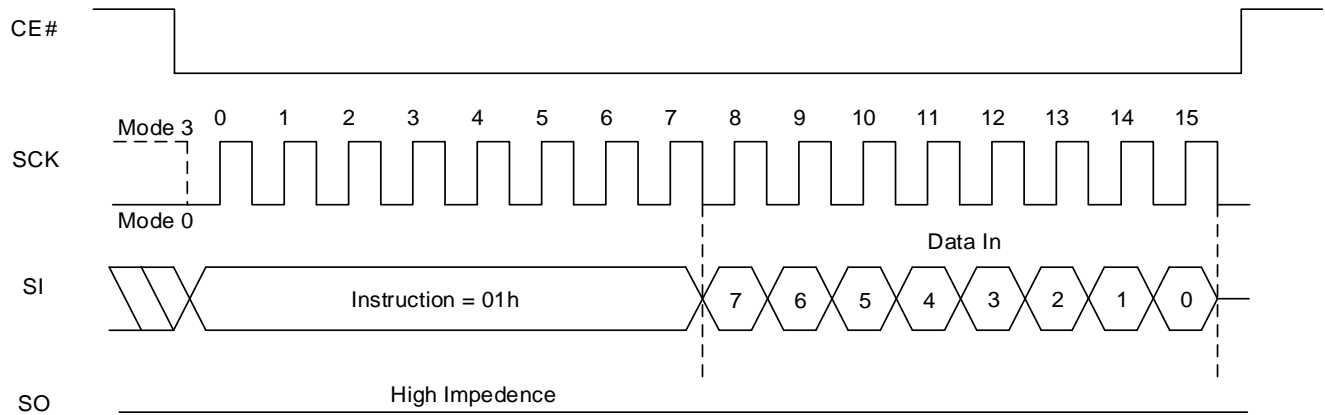 CE#
Mode 3 0 1 2 3 4 5 6 7 8 9 10 11 12 13 14 15
SCK
Mode 0
Data In
SI Instruction = 01h 7 6 5 4 3 2 1 0
High Impedence
SO